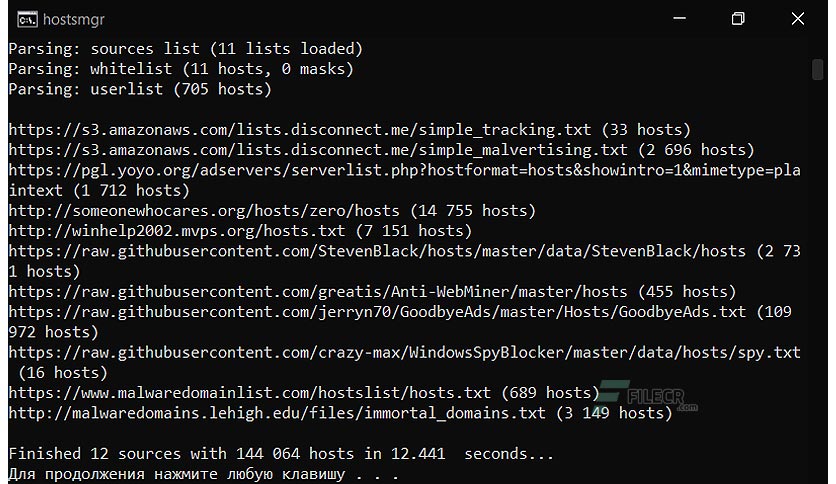 hostsmgr
Parsing: sources list (11 lists loaded)
Parsing: whitelist (11 hosts, 0 masks)
Parsing: userlist (705 hosts)
https://s3.amazonaws.com/lists.disconnect.me/simple_tracking.txt (33 hosts)
https://s3.amazonaws.com/lists.disconnect.me/simple_malvertising.txt (2 696 hosts)
https://pgl.yoyo.org/adservers/serverlist.php?hostformat=hosts&showintro=1&mimetype=pla
intext (1 712 hosts)
http://someonewhocares.org/hosts/zero/hosts (14 755 hosts)
http://winhelp2002.mvps.org/hosts.txt (7 151 hosts)
https://raw.githubusercontent.com/StevenBlack/hosts/master/data/StevenBlack/hosts (2 73
1 hosts)
https://raw.githubusercontent.com/greatis/Anti-WebMiner/master/hosts (455 hosts)
https://raw.githubusercontent.com/jerryn70/GoodbyeAds/master/Hosts/GoodbyeAds.txt (109
972 hosts)
https://raw.githubusercontent.com/crazy-max/WindowsSpyBlocker/master/data/hosts/spy.txt
(16 hosts)
https://www.malwaredomainlist.com/hostslist/hosts.txt (689 hosts)
FILECR
.com
http://malwaredomains.lehigh.edu/files/immortal_domains.txt (3 149 hosts)
Finished 12 sources with 144 064 hosts in 12.441  seconds...
Для продолжения нажмите любую клавишу . . .